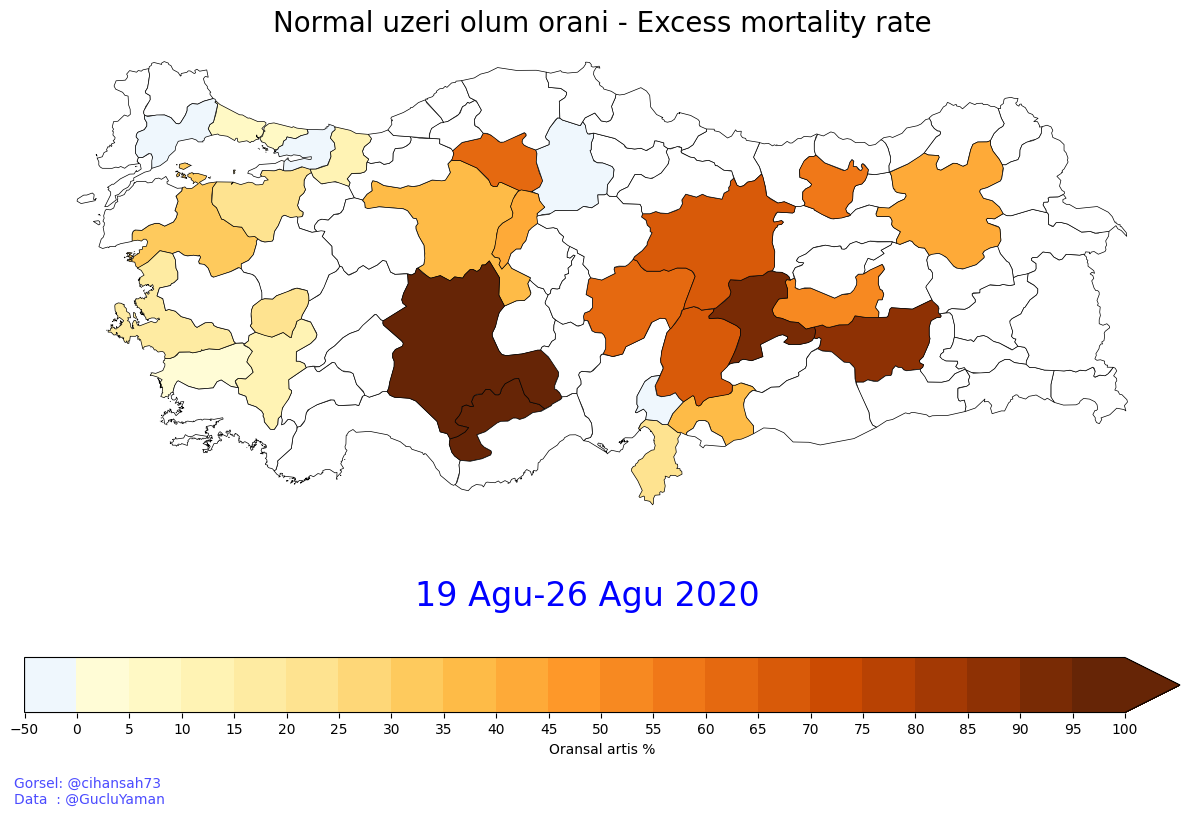 Normal uzeri olum orani - Excess mortality rate
19 Agu-26 Agu 2020
−50 0 5 10 15 20 25 30 35 40 45 50 55 60 65 70 75 80 85 90 95 100
Oransal artis %
Gorsel: @cihansah73
Data : @GucluYaman